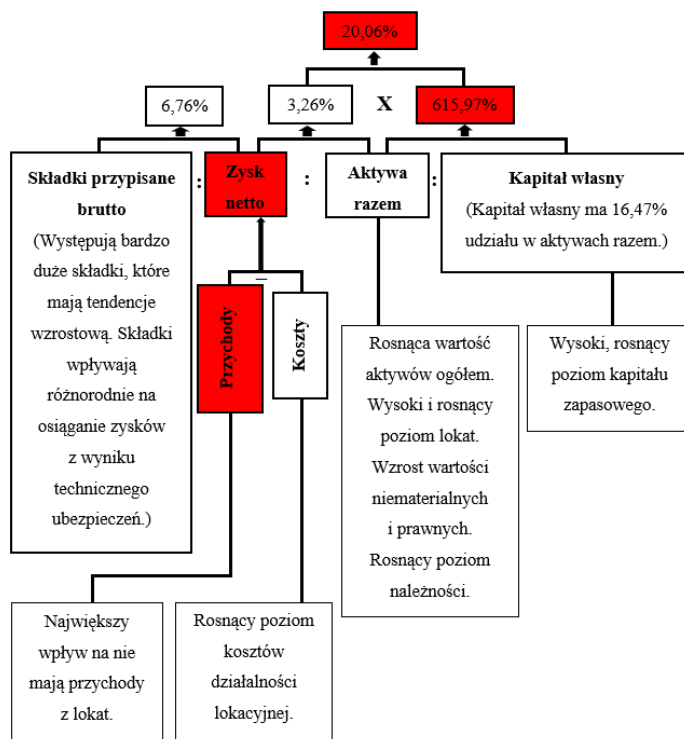 20,06%
6,76%
3,26%
X
615,97%
Składki przypisane
brutto
(Występują bardzo
duże składki, które
mają tendencje
wzrostową. Składki
wpływają
różnorodnie na
osiąganie zysków
z wyniku
technicznego
ubezpieczeń.)
:
Zysk
netto
:
Aktywa
razem
:
Kapitał własny
(Kapitał własny ma 16,47%
udziału w aktywach razem.)
–
Przychody
Koszty
Rosnąca wartość
aktywów ogółem.
Wysoki i rosnący
poziom lokat.
Wzrost wartości
niematerialnych
i prawnych.
Rosnący poziom
należności.
Wysoki, rosnący
poziom kapitału
zapasowego.
Największy
wpływ na nie
mają przychody
z lokat.
Rosnący poziom
kosztów
działalności
lokacyjnej.